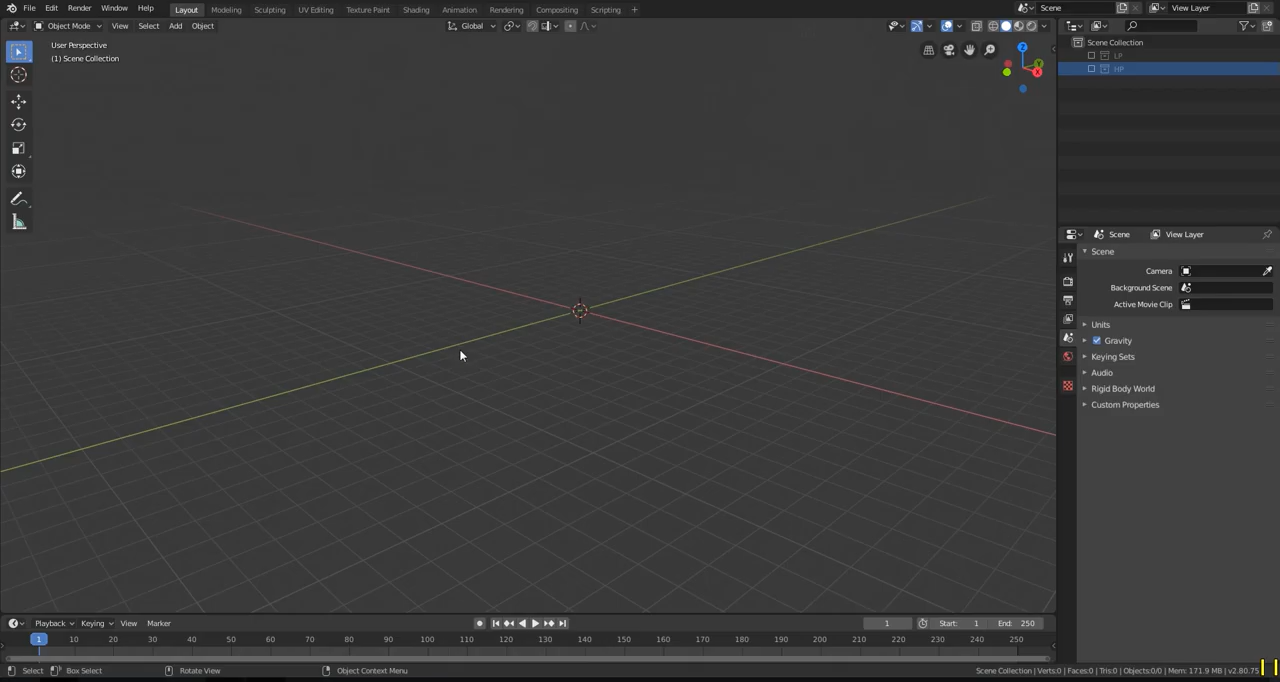 File Edit Render Window Help Layout Modeling Sculpting UV Editing Texture Paint Shading Animation Rendering Compositing Scripting + Scene View Layer
Object Mode View Select Add Object Global
User Perspective
(1) Scene Collection
Scene Collection
LP
HP
Z
Y
X
Scene View Layer
Scene
Camera
Background Scene
Active Movie Clip
Units
Gravity
Keying Sets
Audio
Rigid Body World
Custom Properties
Playback Keying View Marker 1 Start: 1 End: 250
1 10 20 30 40 50 60 70 80 90 100 110 120 130 140 150 160 170 180 190 200 210 220 230 240 250
Select Box Select Rotate View Object Context Menu Scene Collection | Verts:0 | Faces:0 | Tris:0 | Objects:0/0 | Mem: 171.9 MB | v2.80.75